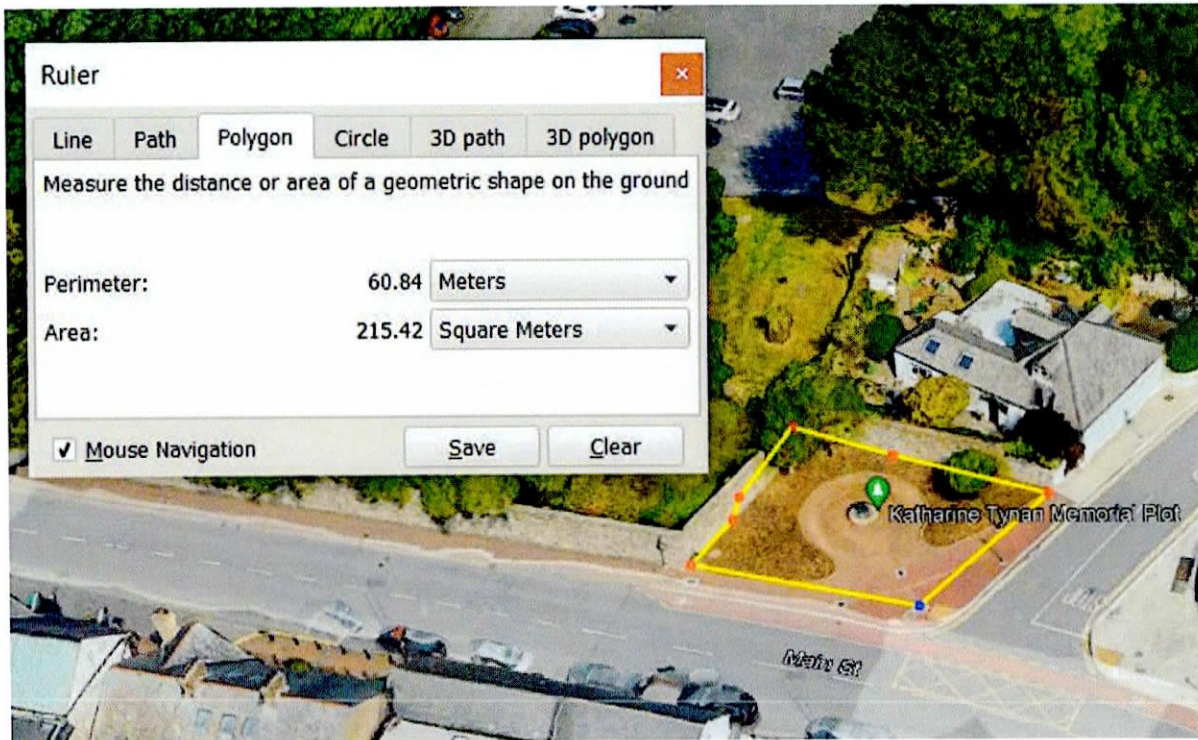 Ruler
Line Path Polygon Circle 3D path 3D polygon
Measure the distance or area of a geometric shape on the ground
Perimeter: 60.84 Meters
Area: 215.42 Square Meters
Mouse Navigation Save Clear
Katharine Tynan Memorial Plot
Main St